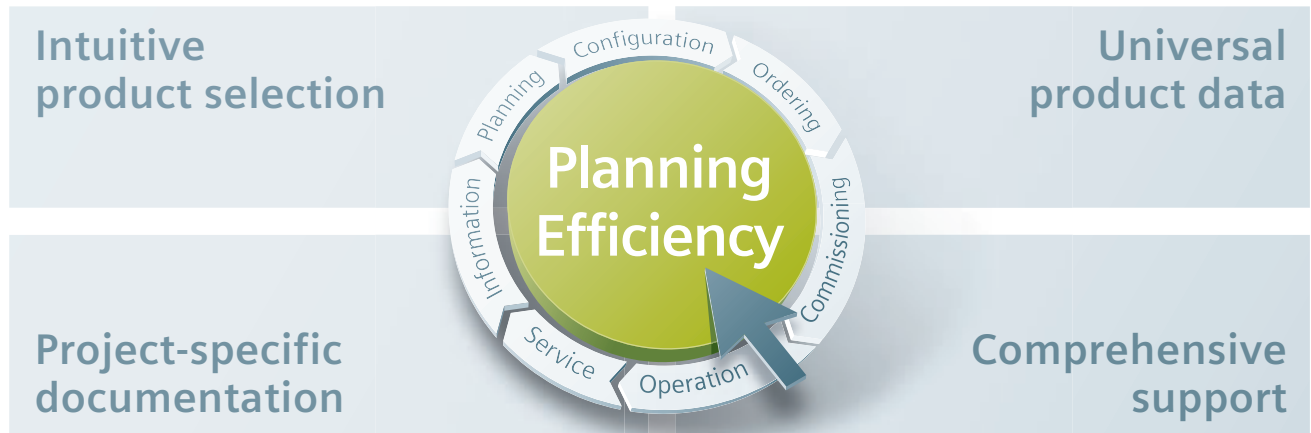 Intuitive
product selection
Universal
product data
Configuration
Ordering
Commissioning
Operation
Service
Information
Planning
Planning
Efficiency
Project-specific
documentation
Comprehensive
support